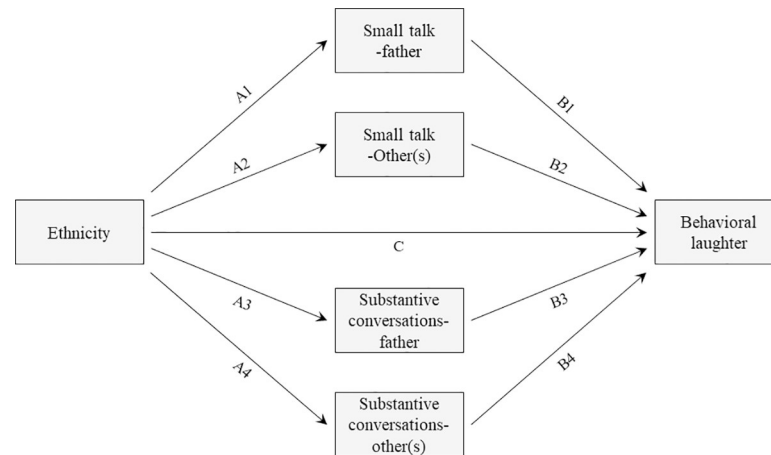 Small talk
-father
A1
B1
Small talk
-Other(s)
A2
B2
Ethnicity
C
Behavioral
laughter
A3
Substantive
conversations-
father
B3
A4
Substantive
conversations-
other(s)
B4